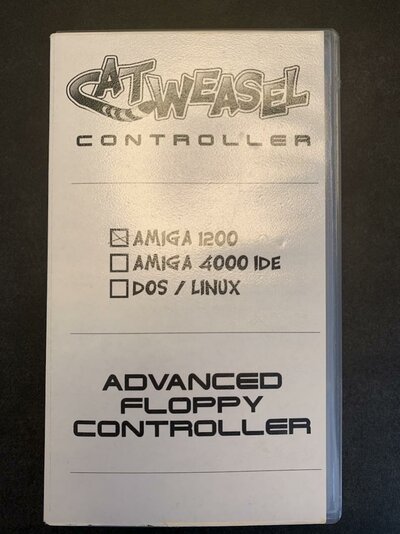 CATWEASEL
CONTROLLER
☒ AMIGA 1200
☐ AMIGA 4000 IDE
☐ DOS / LINUX
ADVANCED
FLOPPY
CONTROLLER